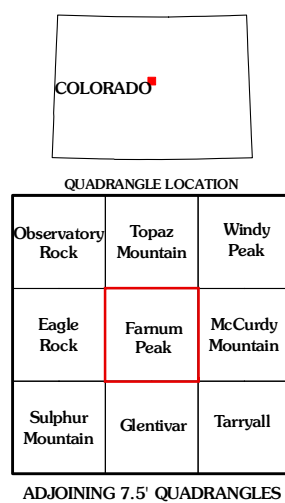 COLORADO
QUADRANGLE LOCATION
Observatory
Rock
Topaz
Mountain
Windy
Peak
Eagle
Rock
Farnum
Peak
McCurdy
Mountain
Sulphur
Mountain
Glentivar
Tarryall
ADJOINING 7.5' QUADRANGLES